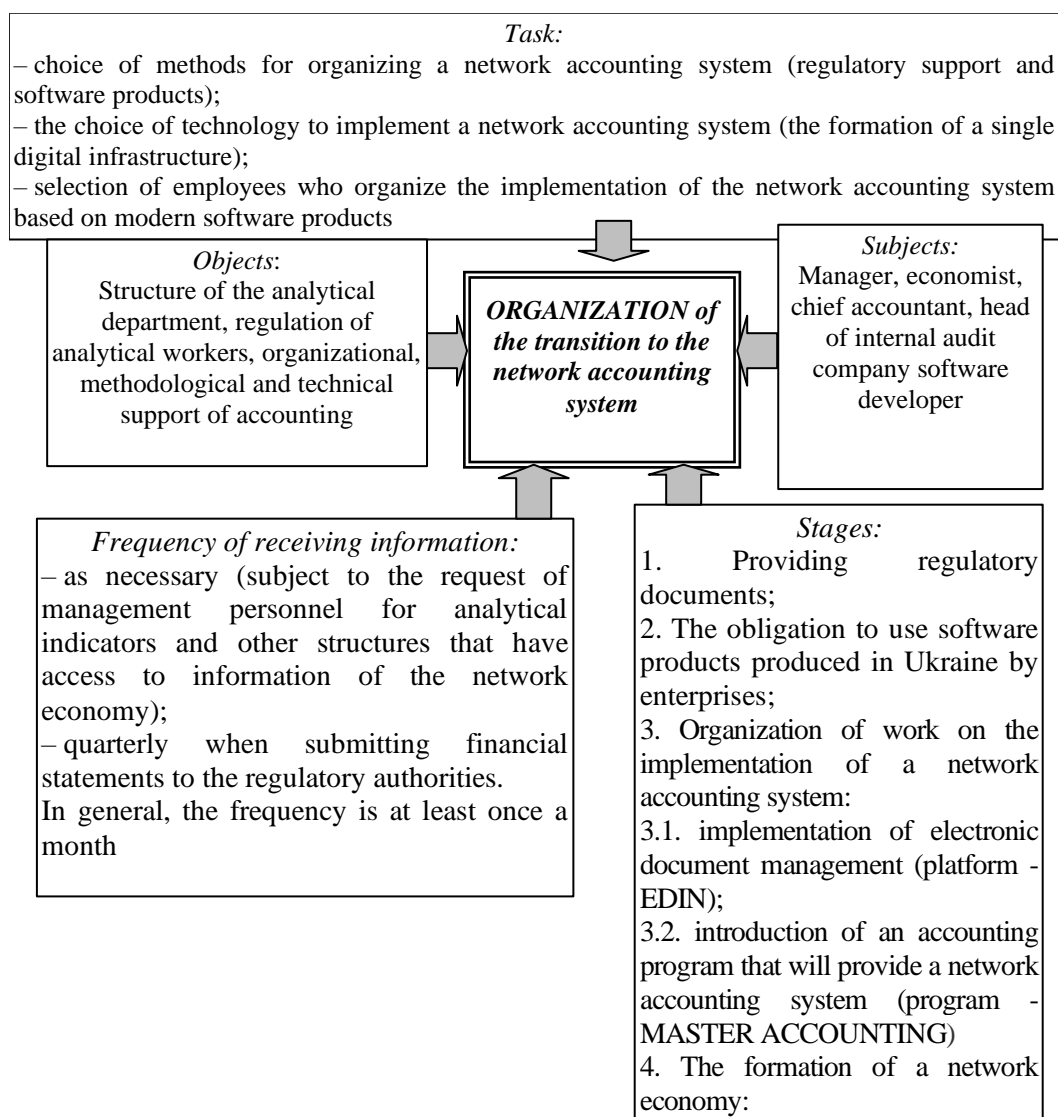 Task:
– choice of methods for organizing a network accounting system (regulatory support and
software products);
– the choice of technology to implement a network accounting system (the formation of a single
digital infrastructure);
– selection of employees who organize the implementation of the network accounting system
based on modern software products
Objects:
Structure of the analytical
department, regulation of
analytical workers, organizational,
methodological and technical
support of accounting
ORGANIZATION of
the transition to the
network accounting
system
Subjects:
Manager, economist,
chief accountant, head
of internal audit
company software
developer
Frequency of receiving information:
– as necessary (subject to the request of
management personnel for analytical
indicators and other structures that have
access to information of the network
economy);
– quarterly when submitting financial
statements to the regulatory authorities.
In general, the frequency is at least once a
month
Stages:
1. Providing regulatory
documents;
2. The obligation to use software
products produced in Ukraine by
enterprises;
3. Organization of work on the
implementation of a network
accounting system:
3.1. implementation of electronic
document management (platform -
EDIN);
3.2. introduction of an accounting
program that will provide a network
accounting system (program -
MASTER ACCOUNTING)
4. The formation of a network
economy: